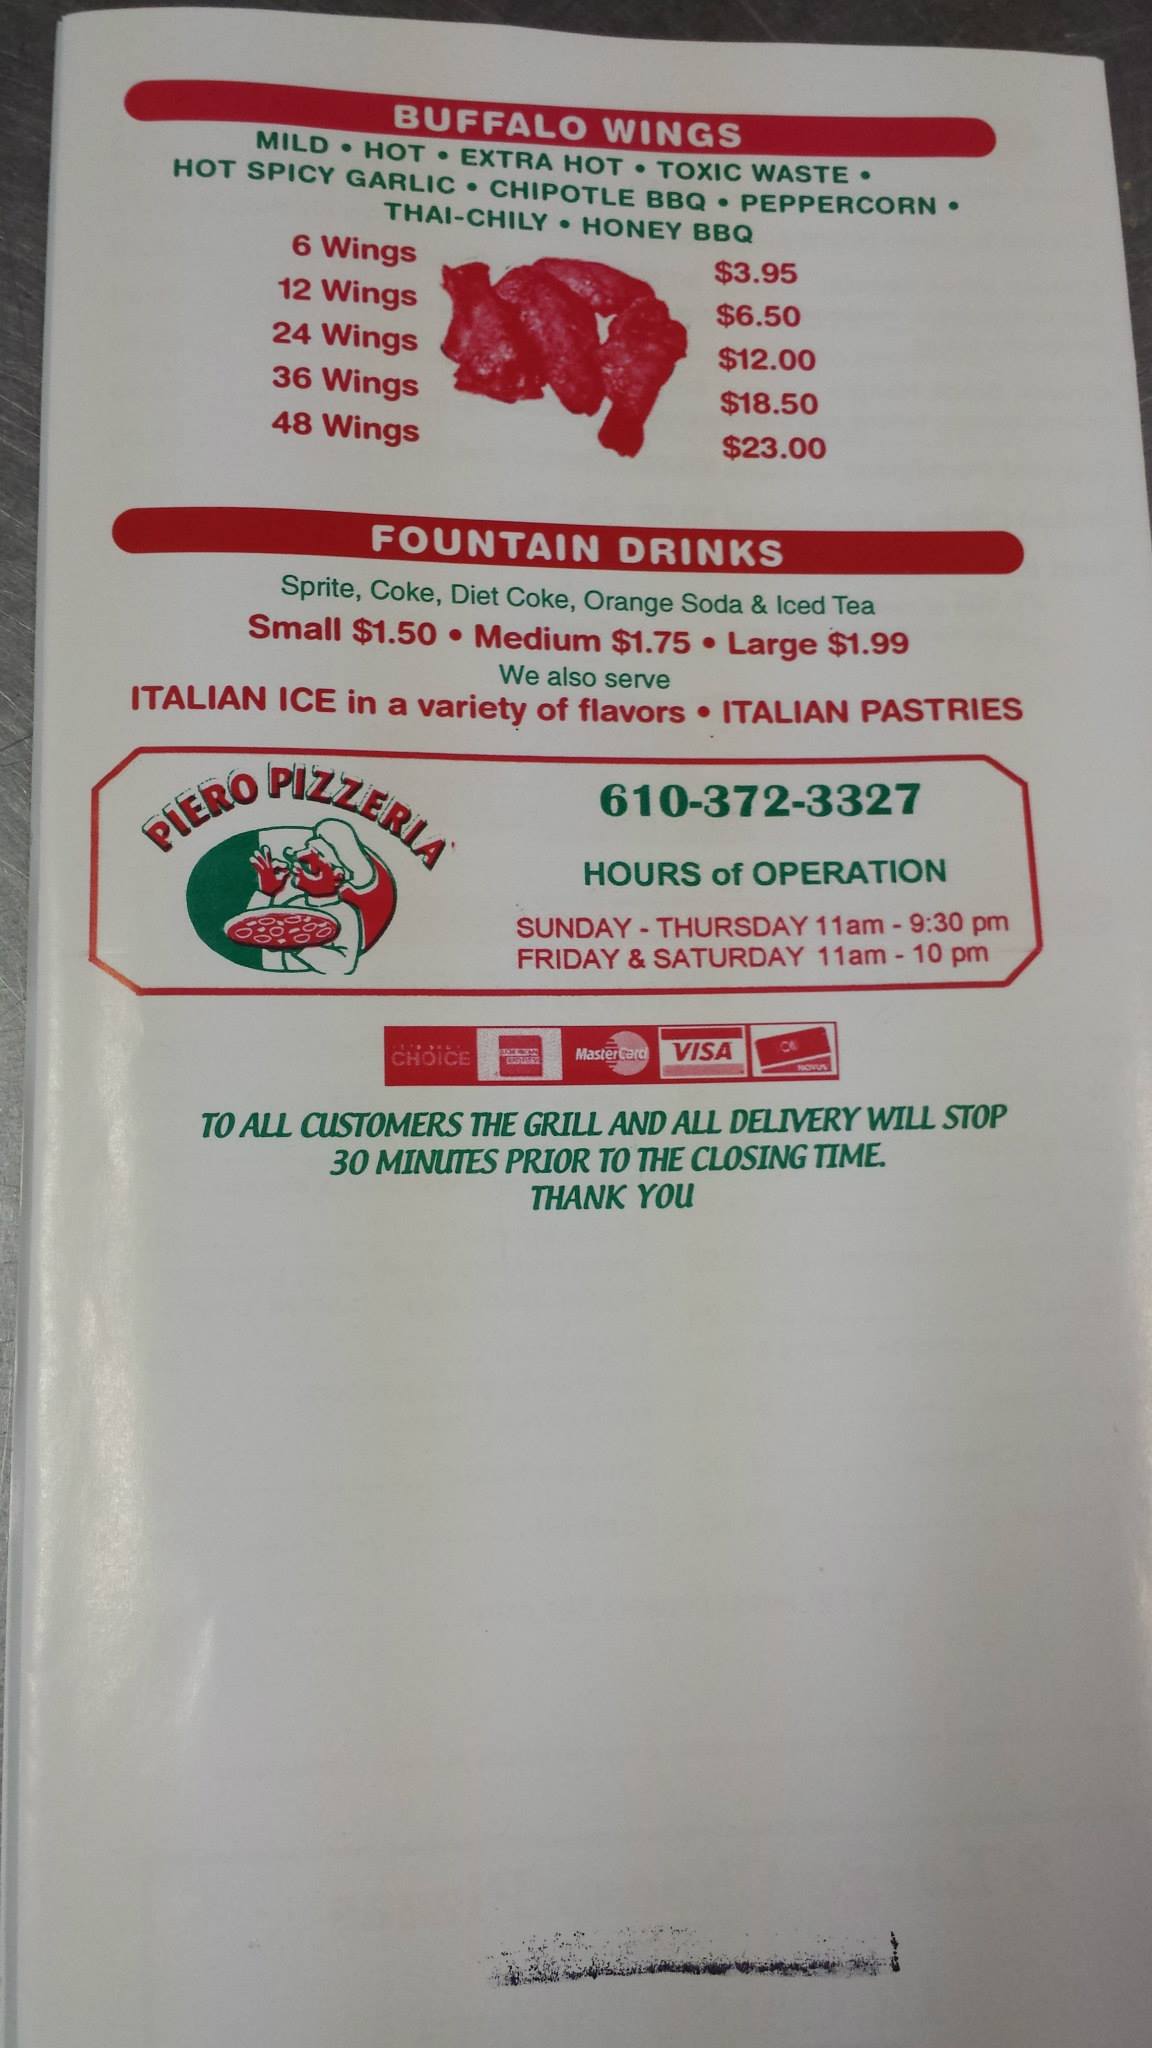 BUFFALO WINGS
MILD • HOT • EXTRA HOT • TOXIC WASTE •
HOT SPICY GARLIC • CHIPOTLE BBQ • PEPPERCORN •
THAI-CHILY • HONEY BBQ
6 Wings $3.95
12 Wings $6.50
24 Wings $12.00
36 Wings $18.50
48 Wings $23.00
FOUNTAIN DRINKS
Sprite, Coke, Diet Coke, Orange Soda & Iced Tea
Small $1.50 • Medium $1.75 • Large $1.99
We also serve
ITALIAN ICE in a variety of flavors • ITALIAN PASTRIES
PIERO PIZZERIA
610-372-3327
HOURS of OPERATION
SUNDAY - THURSDAY 11am - 9:30 pm
FRIDAY & SATURDAY 11am - 10 pm
CHOICE MasterCard VISA NOVUS
TO ALL CUSTOMERS THE GRILL AND ALL DELIVERY WILL STOP
30 MINUTES PRIOR TO THE CLOSING TIME.
THANK YOU